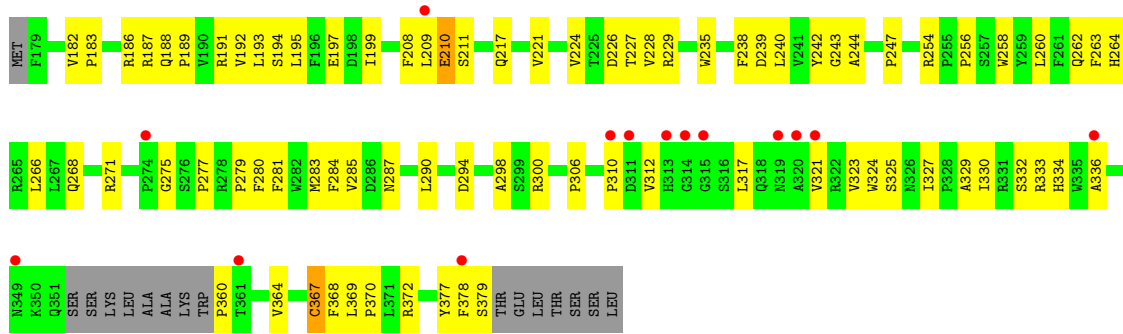 MET F179 V182 P183 R186 R187 Q188 P189 V190 R191 V192 L193 S194 L195 F196 E197 D198 I199 F208 L209 E210 S211 Q217 V221 V224 T225 D226 T227 V228 R229 W235 F238 D239 L240 V241 Y242 G243 A244 P247 R254 P255 P256 S257 W258 Y259 L260 F261 Q262 F263 H264
R265 L266 L267 Q268 R271 P274 G275 S276 P277 R278 P279 F280 F281 W282 M283 F284 V285 D286 N287 L290 D294 A298 S299 R300 P306 P310 D311 V312 H313 G314 G315 S316 L317 Q318 N319 A320 V321 R322 V323 W324 S325 N326 I327 P328 A329 I330 R331 S332 R333 H334 W335 A336
N349 K350 Q351 SER SER LYS LEU ALA ALA LYS TRP P360 T361 V364 C367 F368 L369 P370 L371 R372 Y377 F378 S379 THR GLU LEU THR SER SER LEU